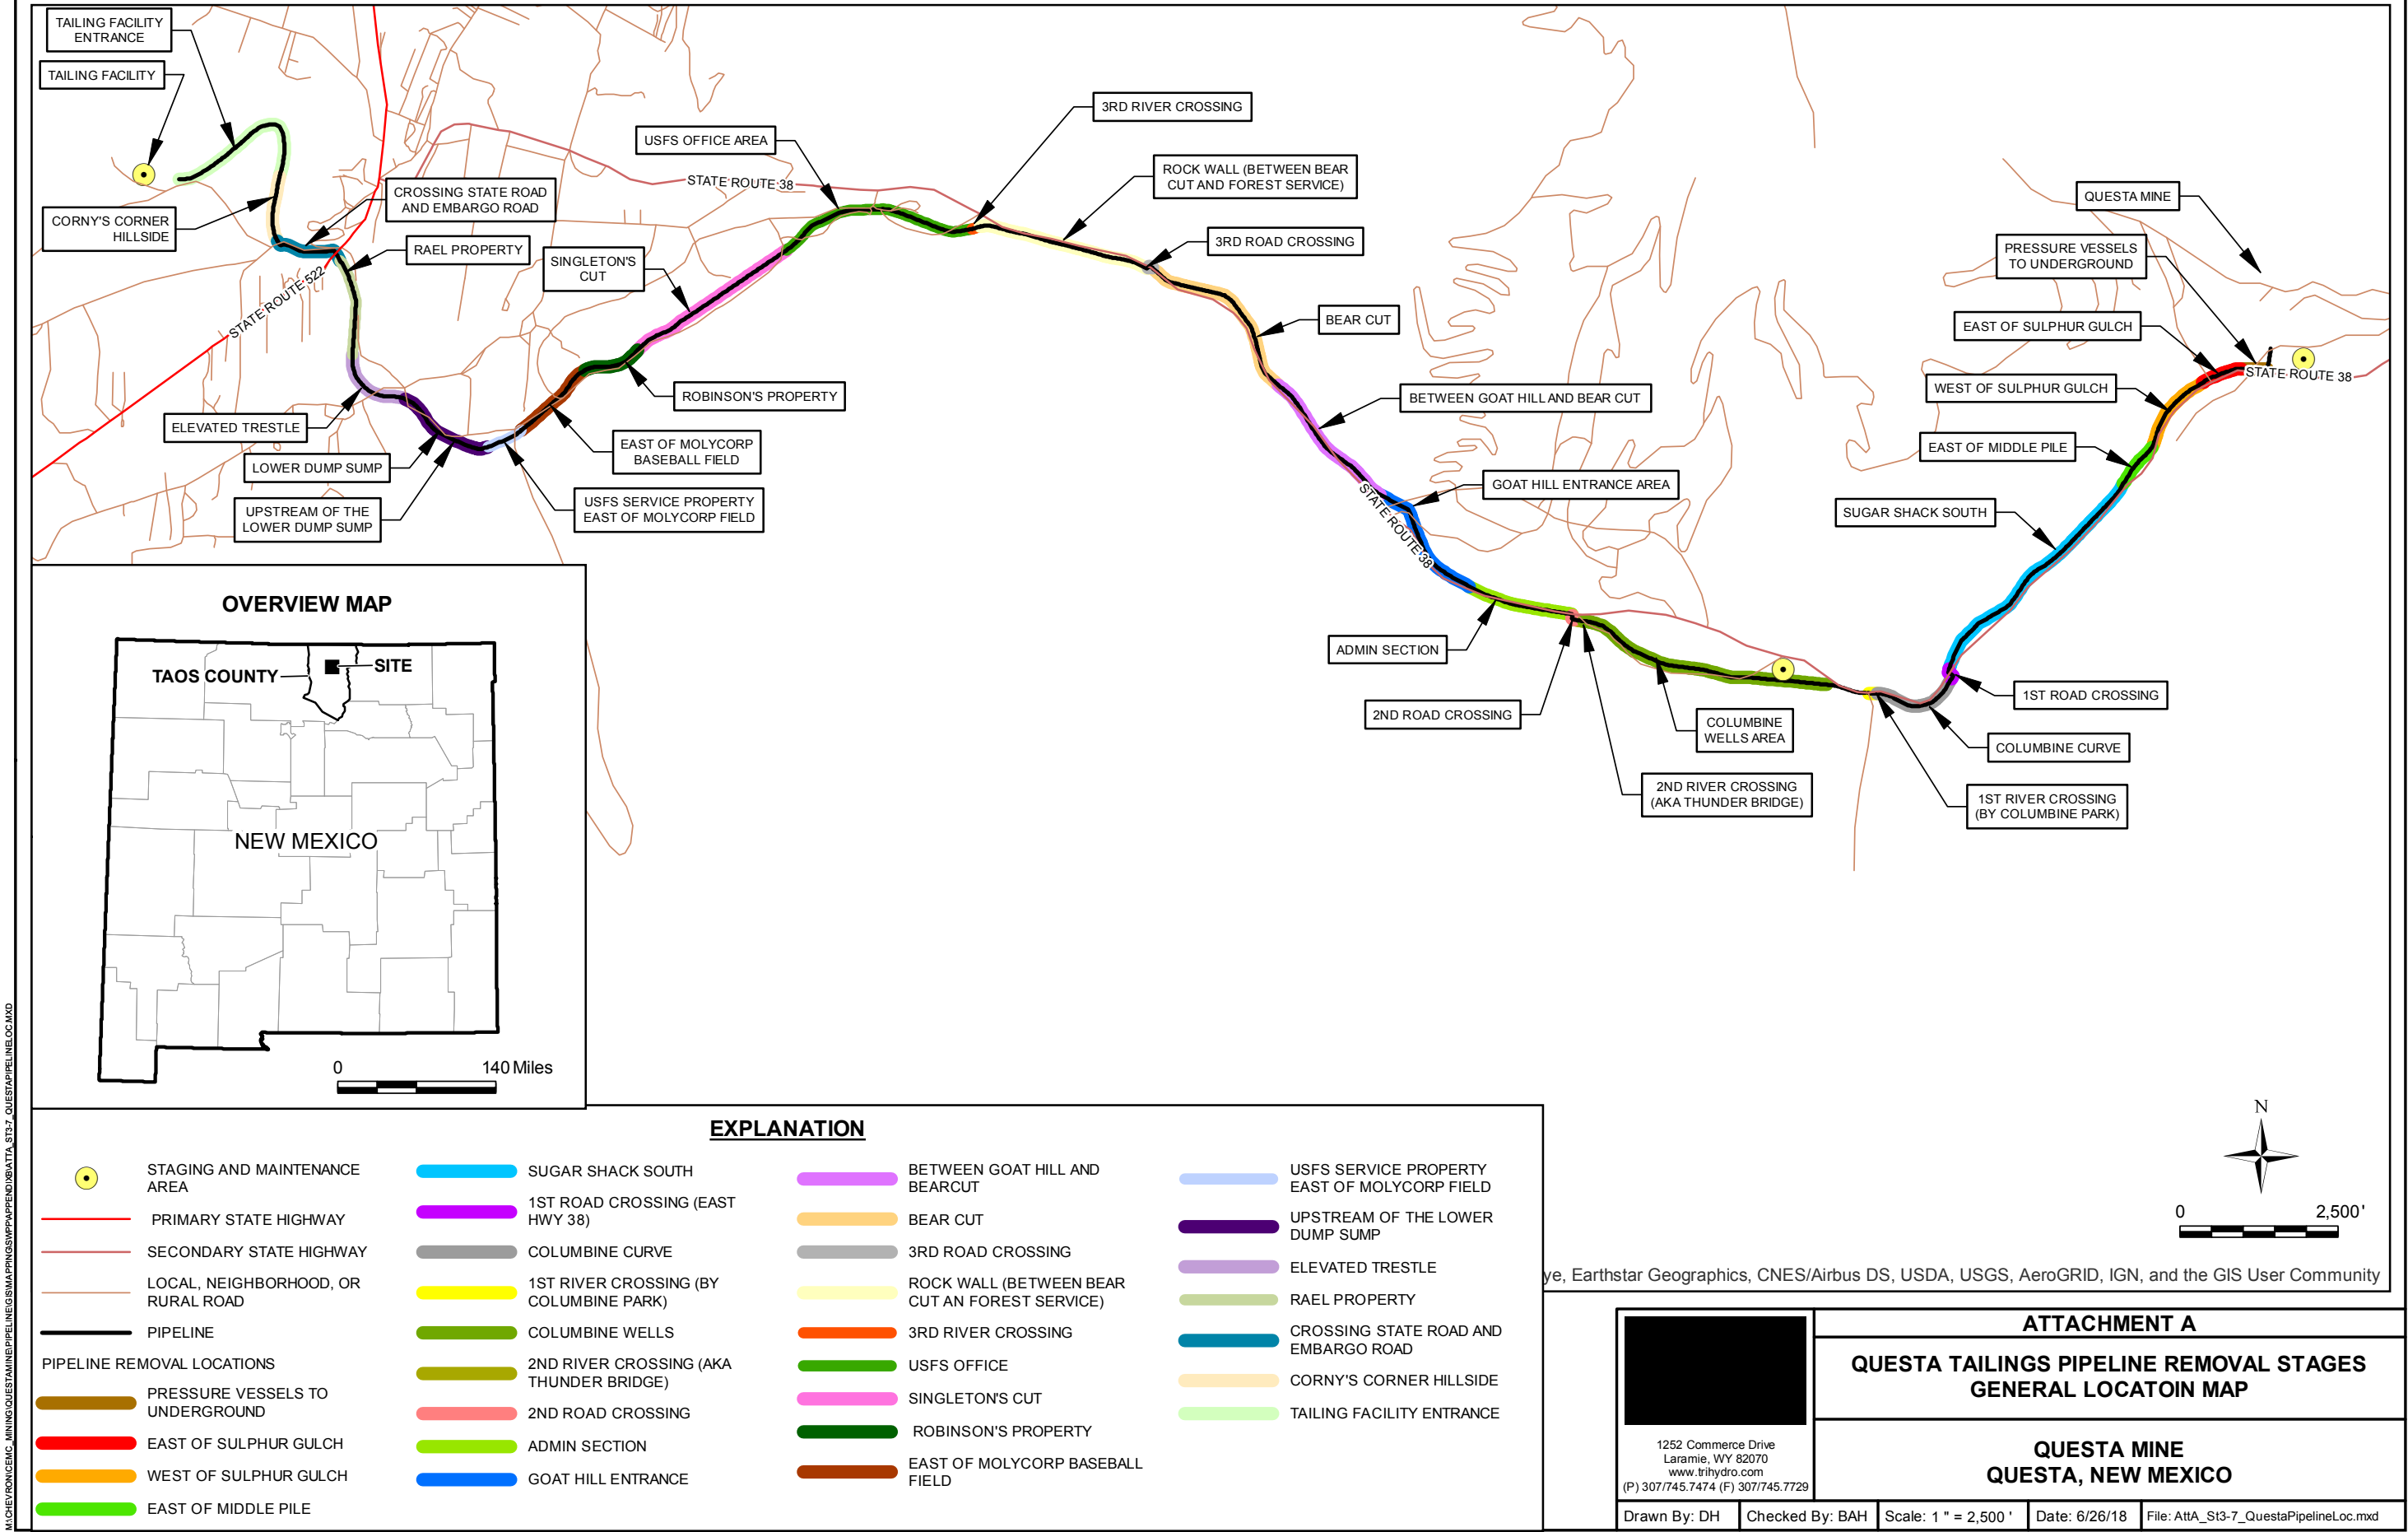 TAILING FACILITY
ENTRANCE
TAILING FACILITY
CORNY'S CORNER
HILLSIDE
CROSSING STATE ROAD
AND EMBARGO ROAD
RAEL PROPERTY
STATE ROUTE 522
SINGLETON'S
CUT
USFS OFFICE AREA
STATE ROUTE 38
3RD RIVER CROSSING
ROCK WALL (BETWEEN BEAR
CUT AND FOREST SERVICE)
3RD ROAD CROSSING
BEAR CUT
ELEVATED TRESTLE
LOWER DUMP SUMP
UPSTREAM OF THE
LOWER DUMP SUMP
ROBINSON'S PROPERTY
EAST OF MOLYCORP
BASEBALL FIELD
USFS SERVICE PROPERTY
EAST OF MOLYCORP FIELD
BETWEEN GOAT HILL AND BEAR CUT
GOAT HILL ENTRANCE AREA
STATE ROUTE 38
ADMIN SECTION
2ND ROAD CROSSING
COLUMBINE
WELLS AREA
2ND RIVER CROSSING
(AKA THUNDER BRIDGE)
QUESTA MINE
PRESSURE VESSELS
TO UNDERGROUND
EAST OF SULPHUR GULCH
STATE ROUTE 38
WEST OF SULPHUR GULCH
EAST OF MIDDLE PILE
SUGAR SHACK SOUTH
1ST ROAD CROSSING
COLUMBINE CURVE
1ST RIVER CROSSING
(BY COLUMBINE PARK)
OVERVIEW MAP
TAOS COUNTY
SITE
NEW MEXICO
0 140 Miles
EXPLANATION
STAGING AND MAINTENANCE
AREA
PRIMARY STATE HIGHWAY
SECONDARY STATE HIGHWAY
LOCAL, NEIGHBORHOOD, OR
RURAL ROAD
PIPELINE
PIPELINE REMOVAL LOCATIONS
PRESSURE VESSELS TO
UNDERGROUND
EAST OF SULPHUR GULCH
WEST OF SULPHUR GULCH
EAST OF MIDDLE PILE
SUGAR SHACK SOUTH
1ST ROAD CROSSING (EAST
HWY 38)
COLUMBINE CURVE
1ST RIVER CROSSING (BY
COLUMBINE PARK)
COLUMBINE WELLS
2ND RIVER CROSSING (AKA
THUNDER BRIDGE)
2ND ROAD CROSSING
ADMIN SECTION
GOAT HILL ENTRANCE
BETWEEN GOAT HILL AND
BEARCUT
BEAR CUT
3RD ROAD CROSSING
ROCK WALL (BETWEEN BEAR
CUT AN FOREST SERVICE)
3RD RIVER CROSSING
USFS OFFICE
SINGLETON'S CUT
ROBINSON'S PROPERTY
EAST OF MOLYCORP BASEBALL
FIELD
USFS SERVICE PROPERTY
EAST OF MOLYCORP FIELD
UPSTREAM OF THE LOWER
DUMP SUMP
ELEVATED TRESTLE
RAEL PROPERTY
CROSSING STATE ROAD AND
EMBARGO ROAD
CORNY'S CORNER HILLSIDE
TAILING FACILITY ENTRANCE
N
0 2,500'
ye, Earthstar Geographics, CNES/Airbus DS, USDA, USGS, AeroGRID, IGN, and the GIS User Community
1252 Commerce Drive
Laramie, WY 82070
www.trihydro.com
(P) 307/745.7474 (F) 307/745.7729
ATTACHMENT A
QUESTA TAILINGS PIPELINE REMOVAL STAGES
GENERAL LOCATOIN MAP
QUESTA MINE
QUESTA, NEW MEXICO
Drawn By: DH Checked By: BAH Scale: 1 " = 2,500 ' Date: 6/26/18 File: AttA_St3-7_QuestaPipelineLoc.mxd